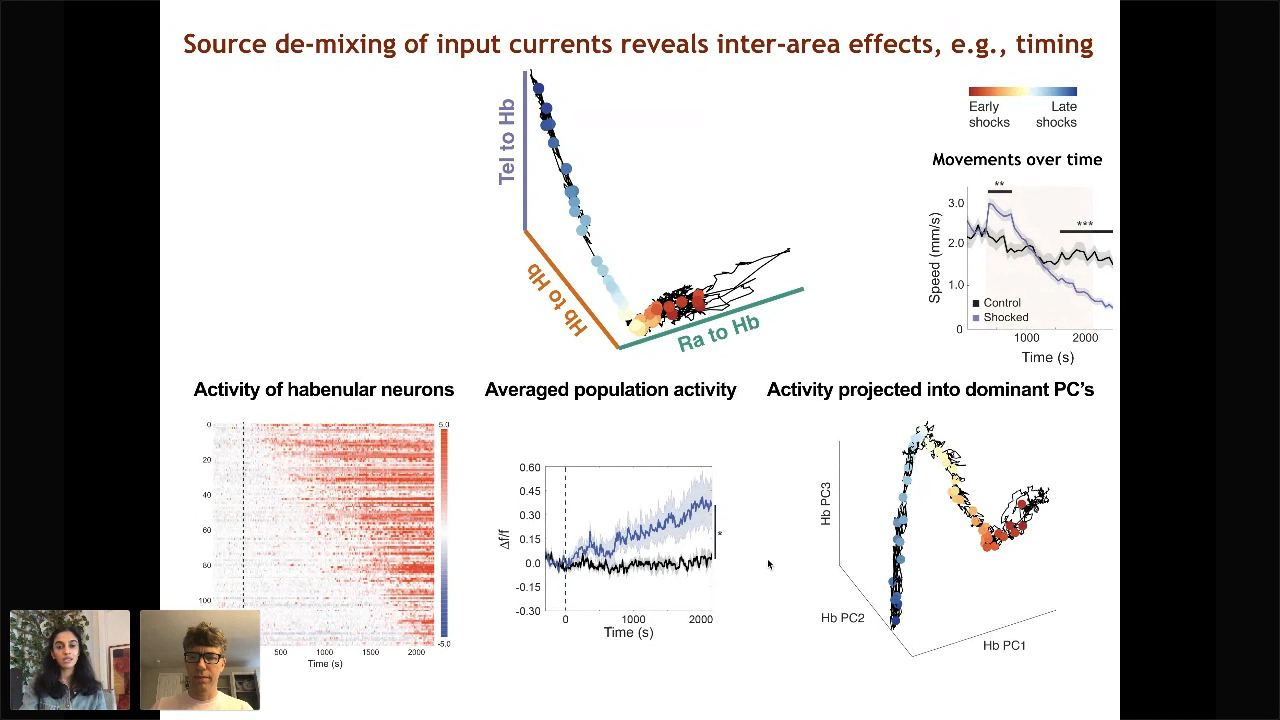 Source de-mixing of input currents reveals inter-area effects, e.g., timing
Tel to Hb
Hb to Hb
Ra to Hb
Early
shocks
Late
shocks
Movements over time
**
***
Speed (mm/s)
3.0
2.0
1.0
0
Control
Shocked
1000
2000
Time (s)
Activity of habenular neurons
0
20
40
60
80
100
5.0
-5.0
500
1000
1500
2000
Time (s)
Averaged population activity
Δf/f
0.60
0.45
0.30
0.15
0.0
-0.15
-0.30
*
0
1000
2000
Time (s)
Activity projected into dominant PC's
Hb PC3
Hb PC2
Hb PC1